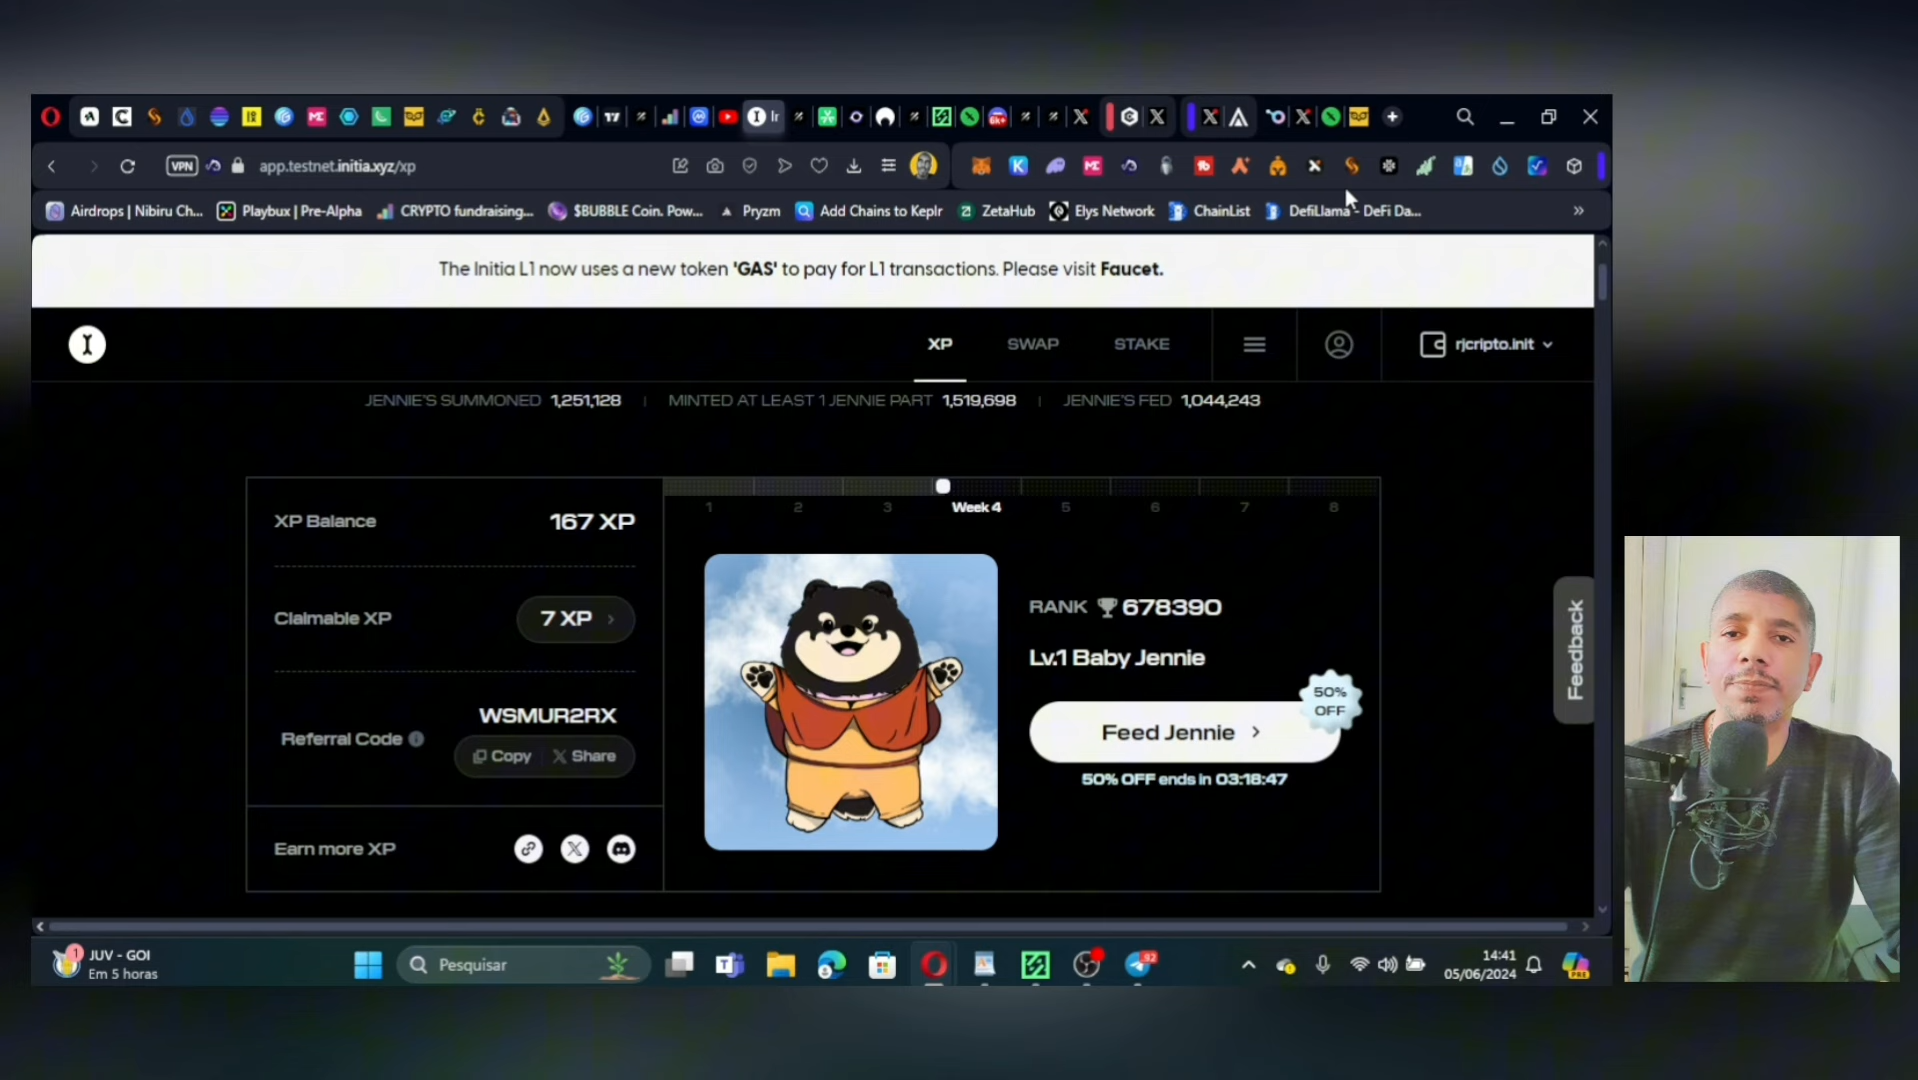 Ir
VPN
app.testnet.initia.xyz/xp
Airdrops | Nibiru Ch...
Playbux | Pre-Alpha
CRYPTO fundraising...
$BUBBLE Coin. Pow...
Pryzm
Add Chains to Keplr
ZetaHub
Elys Network
ChainList
DefiLlama - DeFi Da...
The Initia L1 now uses a new token 'GAS' to pay for L1 transactions. Please visit Faucet.
XP
SWAP
STAKE
rjcripto.init
JENNIE'S SUMMONED 1,251,128
MINTED AT LEAST 1 JENNIE PART 1,519,698
JENNIE'S FED 1,044,243
XP Balance 167 XP
Claimable XP 7 XP
Referral Code
WSMUR2RX
Copy
Share
Earn more XP
1 2 3 Week 4 5 6 7 8
RANK 678390
Lv.1 Baby Jennie
50% OFF
Feed Jennie
50% OFF ends in 03:18:47
Feedback
1
JUV - GOI
Em 5 horas
Pesquisar
92
14:41
05/06/2024
PRE